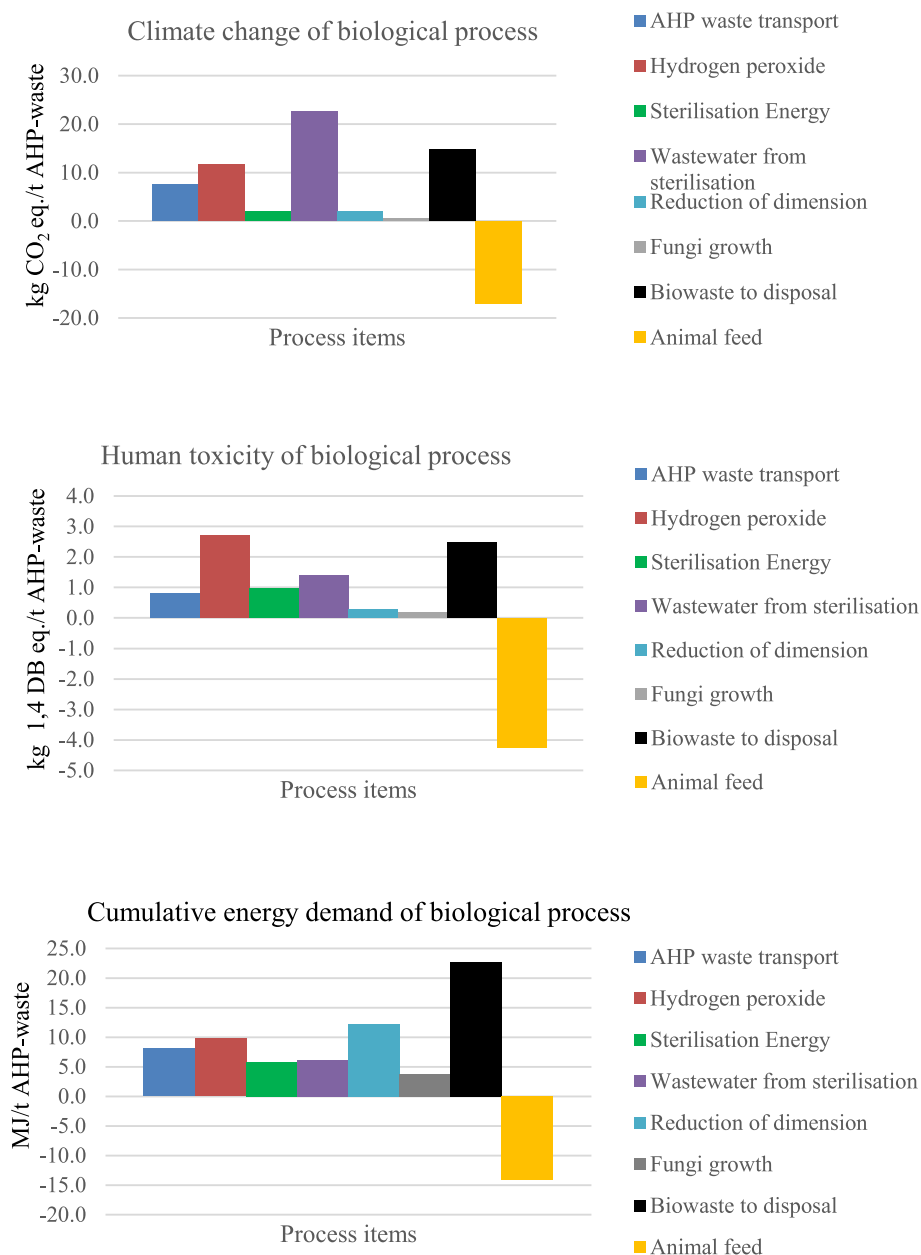 Climate change of biological process
kg CO₂ eq./t AHP-waste
30.0
20.0
10.0
0.0
-10.0
-20.0
Process items
AHP waste transport
Hydrogen peroxide
Sterilisation Energy
Wastewater from
sterilisation
Reduction of dimension
Fungi growth
Biowaste to disposal
Animal feed
Human toxicity of biological process
kg 1,4 DB eq./t AHP-waste
4.0
3.0
2.0
1.0
0.0
-1.0
-2.0
-3.0
-4.0
-5.0
Process items
AHP waste transport
Hydrogen peroxide
Sterilisation Energy
Wastewater from sterilisation
Reduction of dimension
Fungi growth
Biowaste to disposal
Animal feed
Cumulative energy demand of biological process
MJ/t AHP-waste
25.0
20.0
15.0
10.0
5.0
0.0
-5.0
-10.0
-15.0
-20.0
Process items
AHP waste transport
Hydrogen peroxide
Sterilisation Energy
Wastewater from sterilisation
Reduction of dimension
Fungi growth
Biowaste to disposal
Animal feed